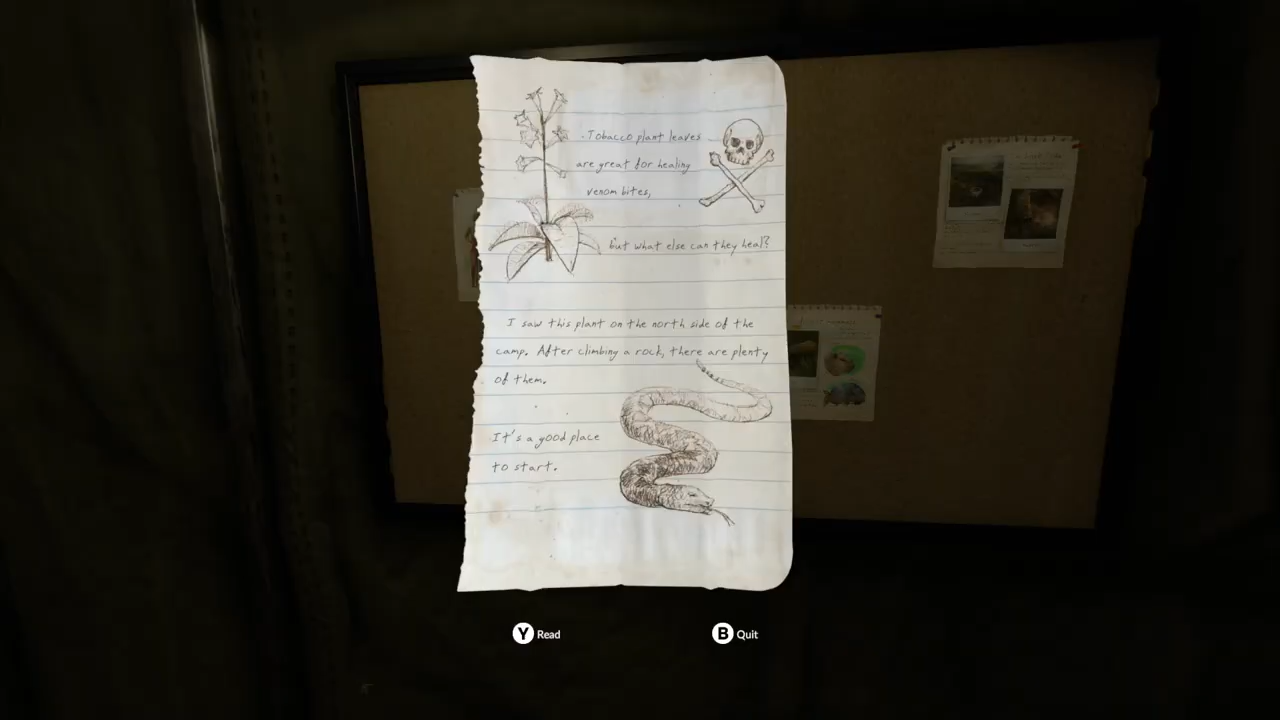 -Tobacco plant leaves
are great for healing
venom bites,
but what else can they heal?
I saw this plant on the north side of the
camp. After climbing a rock, there are plenty
of them.
It's a good place
to start.
Y Read
B Quit